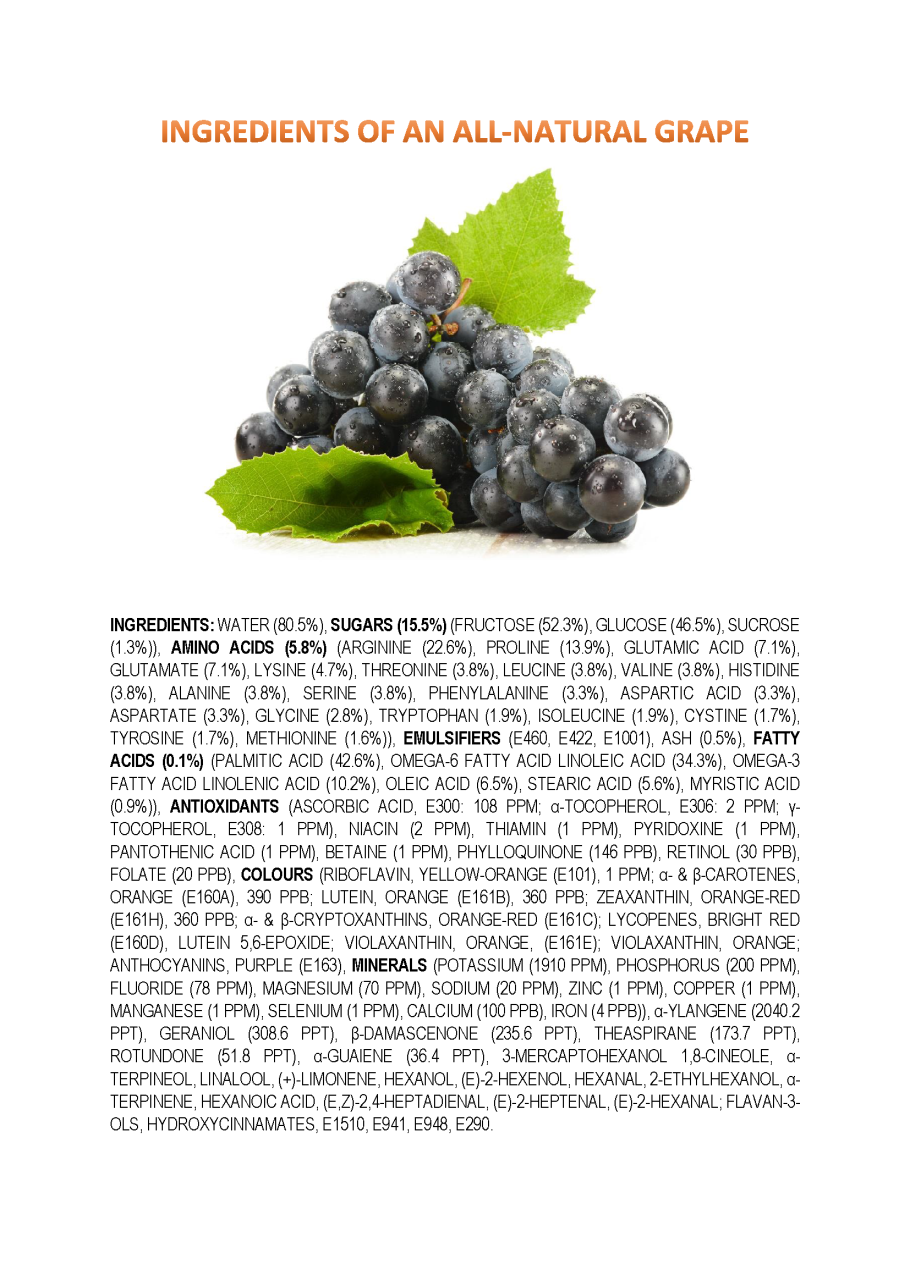 INGREDIENTS OF AN ALL-NATURAL GRAPE
INGREDIENTS: WATER (80.5%), SUGARS (15.5%) (FRUCTOSE (52.3%), GLUCOSE (46.5%), SUCROSE
(1.3%)), AMINO ACIDS (5.8%) (ARGININE (22.6%), PROLINE (13.9%), GLUTAMIC ACID (7.1%),
GLUTAMATE (7.1%), LYSINE (4.7%), THREONINE (3.8%), LEUCINE (3.8%), VALINE (3.8%), HISTIDINE
(3.8%), ALANINE (3.8%), SERINE (3.8%), PHENYLALANINE (3.3%), ASPARTIC ACID (3.3%),
ASPARTATE (3.3%), GLYCINE (2.8%), TRYPTOPHAN (1.9%), ISOLEUCINE (1.9%), CYSTINE (1.7%),
TYROSINE (1.7%), METHIONINE (1.6%)), EMULSIFIERS (E460, E422, E1001), ASH (0.5%), FATTY
ACIDS (0.1%) (PALMITIC ACID (42.6%), OMEGA-6 FATTY ACID LINOLEIC ACID (34.3%), OMEGA-3
FATTY ACID LINOLENIC ACID (10.2%), OLEIC ACID (6.5%), STEARIC ACID (5.6%), MYRISTIC ACID
(0.9%)), ANTIOXIDANTS (ASCORBIC ACID, E300: 108 PPM; α-TOCOPHEROL, E306: 2 PPM; γ-
TOCOPHEROL, E308: 1 PPM), NIACIN (2 PPM), THIAMIN (1 PPM), PYRIDOXINE (1 PPM),
PANTOTHENIC ACID (1 PPM), BETAINE (1 PPM), PHYLLOQUINONE (146 PPB), RETINOL (30 PPB),
FOLATE (20 PPB), COLOURS (RIBOFLAVIN, YELLOW-ORANGE (E101), 1 PPM; α- & β-CAROTENES,
ORANGE (E160A), 390 PPB; LUTEIN, ORANGE (E161B), 360 PPB; ZEAXANTHIN, ORANGE-RED
(E161H), 360 PPB; α- & β-CRYPTOXANTHINS, ORANGE-RED (E161C); LYCOPENES, BRIGHT RED
(E160D), LUTEIN 5,6-EPOXIDE; VIOLAXANTHIN, ORANGE, (E161E); VIOLAXANTHIN, ORANGE;
ANTHOCYANINS, PURPLE (E163), MINERALS (POTASSIUM (1910 PPM), PHOSPHORUS (200 PPM),
FLUORIDE (78 PPM), MAGNESIUM (70 PPM), SODIUM (20 PPM), ZINC (1 PPM), COPPER (1 PPM),
MANGANESE (1 PPM), SELENIUM (1 PPM), CALCIUM (100 PPB), IRON (4 PPB)), α-YLANGENE (2040.2
PPT), GERANIOL (308.6 PPT), β-DAMASCENONE (235.6 PPT), THEASPIRANE (173.7 PPT),
ROTUNDONE (51.8 PPT), α-GUAIENE (36.4 PPT), 3-MERCAPTOHEXANOL 1,8-CINEOLE, α-
TERPINEOL, LINALOOL, (+)-LIMONENE, HEXANOL, (E)-2-HEXENOL, HEXANAL, 2-ETHYLHEXANOL, α-
TERPINENE, HEXANOIC ACID, (E,Z)-2,4-HEPTADIENAL, (E)-2-HEPTENAL, (E)-2-HEXANAL; FLAVAN-3-
OLS, HYDROXYCINNAMATES, E1510, E941, E948, E290.